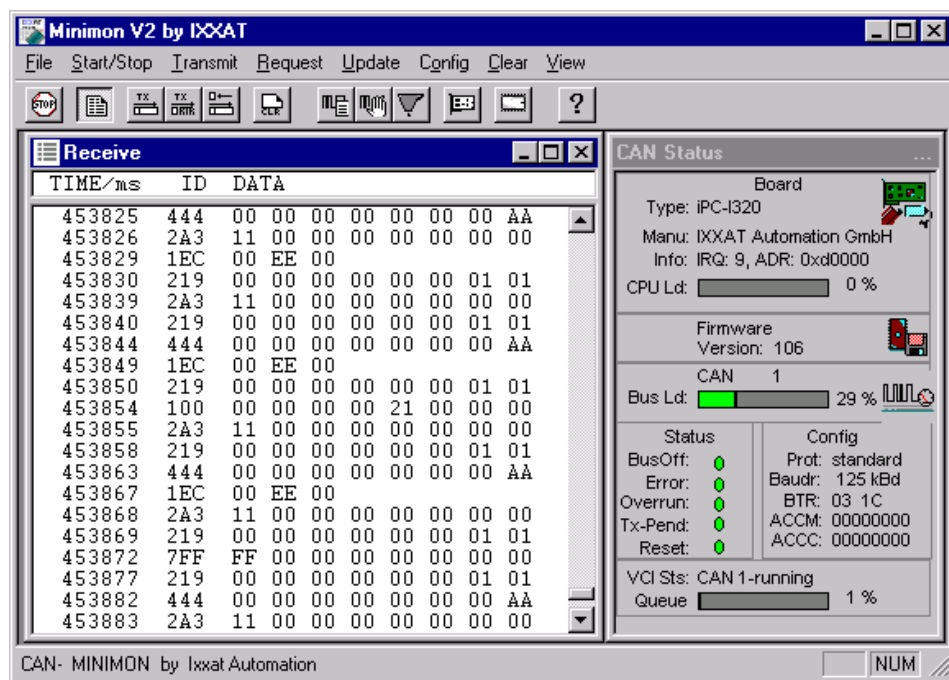 Minimon V2 by IXXAT
File Start/Stop Transmit Request Update Config Clear View
STOP TX TX DRTR CLR ?
Receive
TIME/ms ID DATA
453825 444 00 00 00 00 00 00 00 AA
453826 2A3 11 00 00 00 00 00 00 00
453829 1EC 00 EE 00
453830 219 00 00 00 00 00 00 01 01
453839 2A3 11 00 00 00 00 00 00 00
453840 219 00 00 00 00 00 00 01 01
453844 444 00 00 00 00 00 00 00 AA
453849 1EC 00 EE 00
453850 219 00 00 00 00 00 00 01 01
453854 100 00 00 00 00 21 00 00 00
453855 2A3 11 00 00 00 00 00 00 00
453858 219 00 00 00 00 00 00 01 01
453863 444 00 00 00 00 00 00 00 AA
453867 1EC 00 EE 00
453868 2A3 11 00 00 00 00 00 00 00
453869 219 00 00 00 00 00 00 01 01
453872 7FF FF 00 00 00 00 00 00 00
453877 219 00 00 00 00 00 00 01 01
453882 444 00 00 00 00 00 00 00 AA
453883 2A3 11 00 00 00 00 00 00 00
CAN Status ...
Board
Type: iPC-I320
Manu: IXXAT Automation GmbH
Info: IRQ: 9, ADR: 0xd0000
CPU Ld: 0 %
Firmware
Version: 106
CAN 1
Bus Ld: 29 %
Status
BusOff:
Error:
Overrun:
Tx-Pend:
Reset:
Config
Prot: standard
Baudr: 125 kBd
BTR: 03 1C
ACCM: 00000000
ACCC: 00000000
VCI Sts: CAN 1-running
Queue 1 %
CAN- MINIMON by Ixxat Automation
NUM